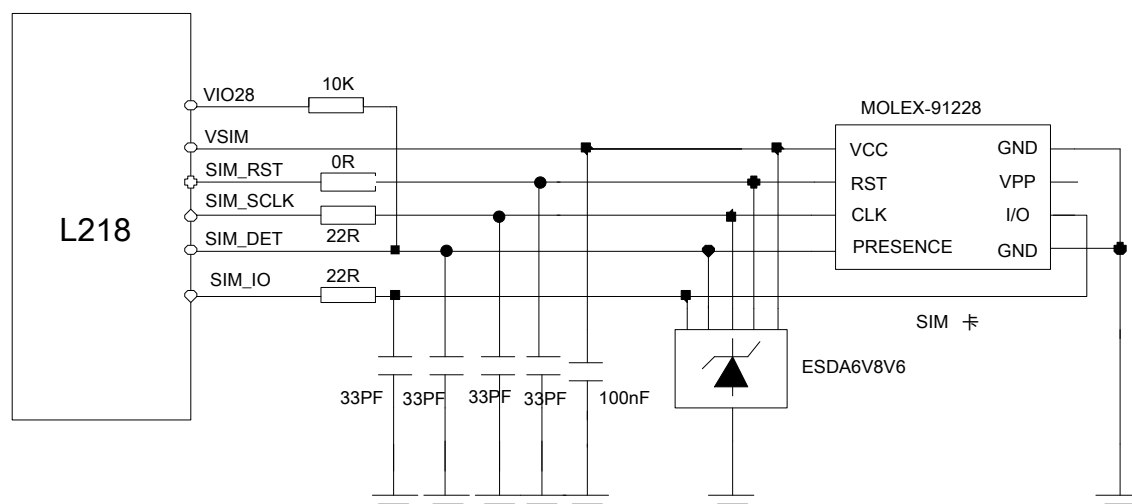 10K
VIO28
MOLEX-91228
VSIM
VCC
GND
0R
SIM_RST
RST
VPP
SIM_SCLK
CLK
I/O
L218
22R
SIM_DET
PRESENCE
GND
22R
SIM_IO
SIM 卡
ESDA6V8V6
33PF
33PF
33PF
33PF
100nF